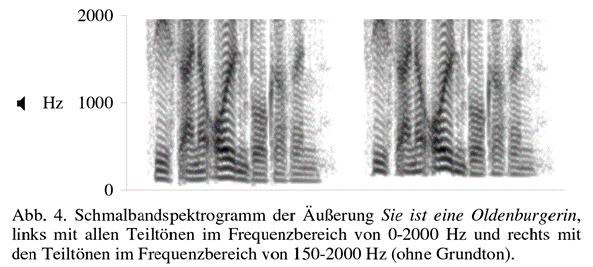 2000
Hz 1000
0
Abb. 4. Schmalbandspektrogramm der Äußerung Sie ist eine Oldenburgerin,
links mit allen Teiltönen im Frequenzbereich von 0-2000 Hz und rechts mit
den Teiltönen im Frequenzbereich von 150-2000 Hz (ohne Grundton).